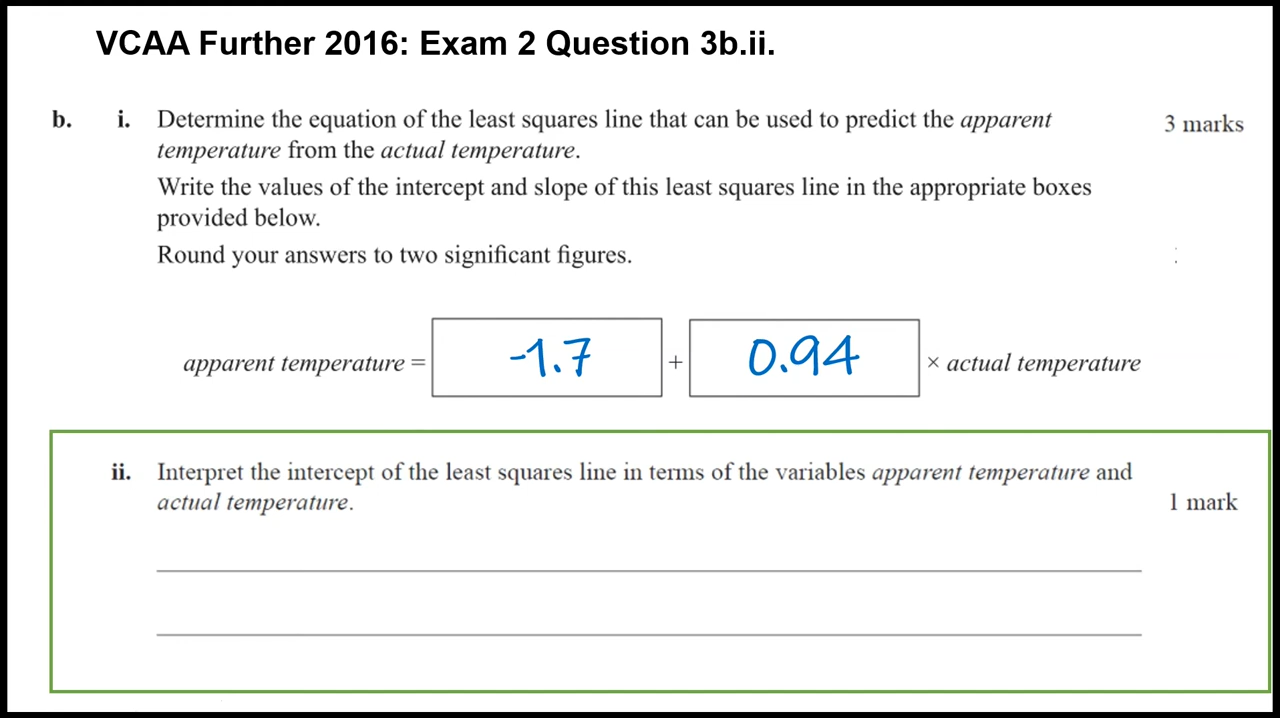 VCAA Further 2016: Exam 2 Question 3b.ii.
b. i. Determine the equation of the least squares line that can be used to predict the apparent 3 marks
temperature from the actual temperature.
Write the values of the intercept and slope of this least squares line in the appropriate boxes
provided below.
Round your answers to two significant figures.
apparent temperature = -1.7 + 0.94 × actual temperature
ii. Interpret the intercept of the least squares line in terms of the variables apparent temperature and
actual temperature. 1 mark